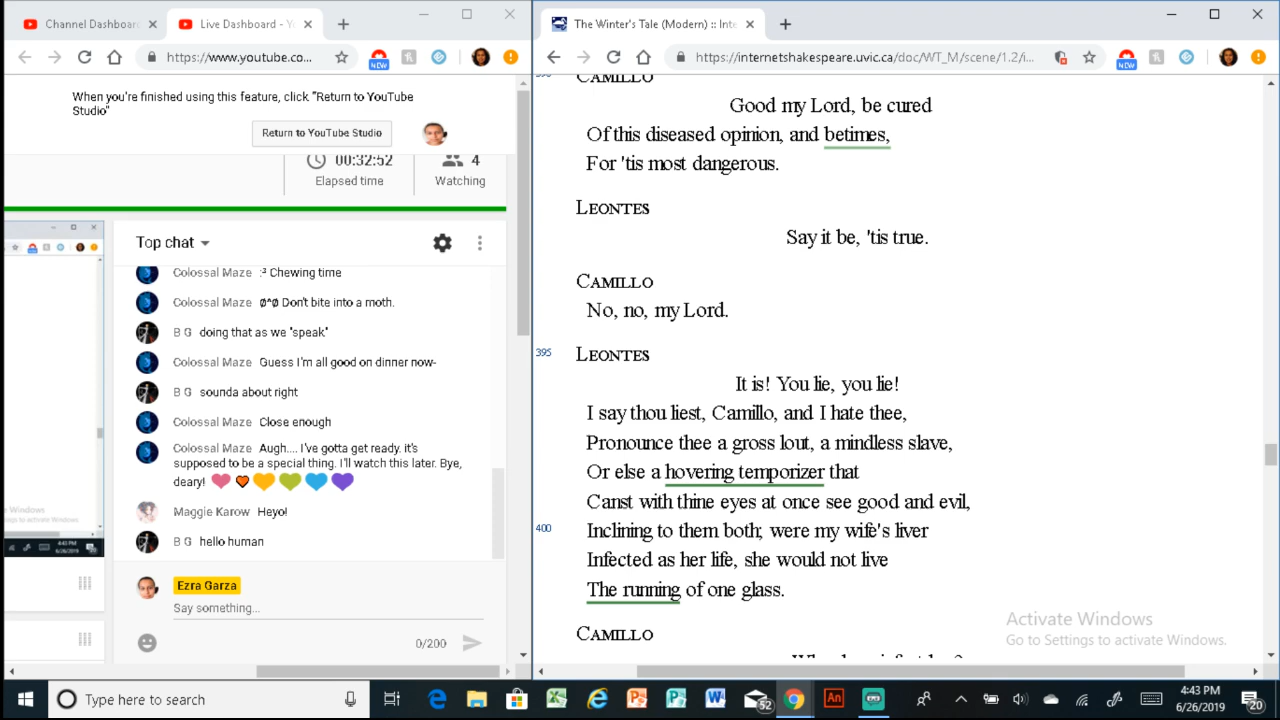 Channel Dashboard
Live Dashboard - Yo
The Winter's Tale (Modern) :: Inte
https://www.youtube.co...
NEW
https://internetshakespeare.uvic.ca/doc/WT_M/scene/1.2/i...
NEW
When you're finished using this feature, click "Return to YouTube
Studio"
Return to YouTube Studio
00:32:52
Elapsed time
4
Watching
Top chat
Colossal Maze :³ Chewing time
Colossal Maze ø^ø Don't bite into a moth.
B G doing that as we "speak"
Colossal Maze Guess I'm all good on dinner now-
B G sounda about right
Colossal Maze Close enough
Colossal Maze Augh.... I've gotta get ready. it's
supposed to be a special thing. I'll watch this later. Bye,
deary!
Maggie Karow Heyo!
B G hello human
Ezra Garza
Say something...
0/200
CAMILLO
Good my Lord, be cured
Of this diseased opinion, and betimes,
For 'tis most dangerous.
LEONTES
Say it be, 'tis true.
CAMILLO
No, no, my Lord.
395 LEONTES
It is! You lie, you lie!
I say thou liest, Camillo, and I hate thee,
Pronounce thee a gross lout, a mindless slave,
Or else a hovering temporizer that
Canst with thine eyes at once see good and evil,
400 Inclining to them both; were my wife's liver
Infected as her life, she would not live
The running of one glass.
CAMILLO
Activate Windows
Go to Settings to activate Windows.
Type here to search
52
4:43 PM
6/26/2019
20